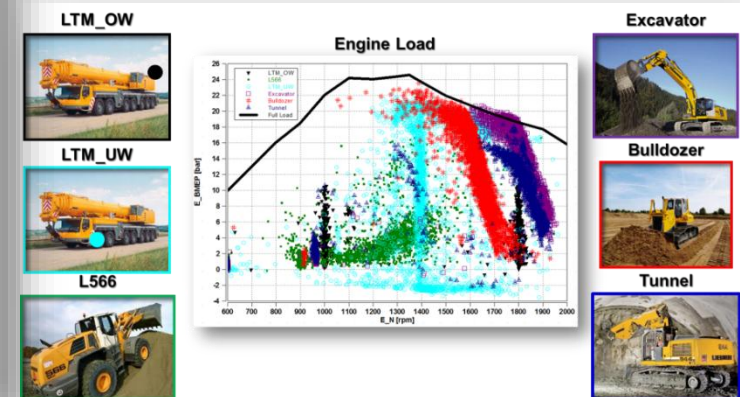 LTM_OW
LTM_UW
L566
Engine Load
E_BMEP [bar]
26
24
22
20
18
16
14
12
10
8
6
4
2
0
-2
-4
LTM_OW
L566
LTM_UW
Excavator
Bulldozer
Tunnel
Full Load
600 700 800 900 1000 1100 1200 1300 1400 1500 1600 1700 1800 1900 2000
E_N [rpm]
Excavator
Bulldozer
Tunnel
944
LIEBHERR